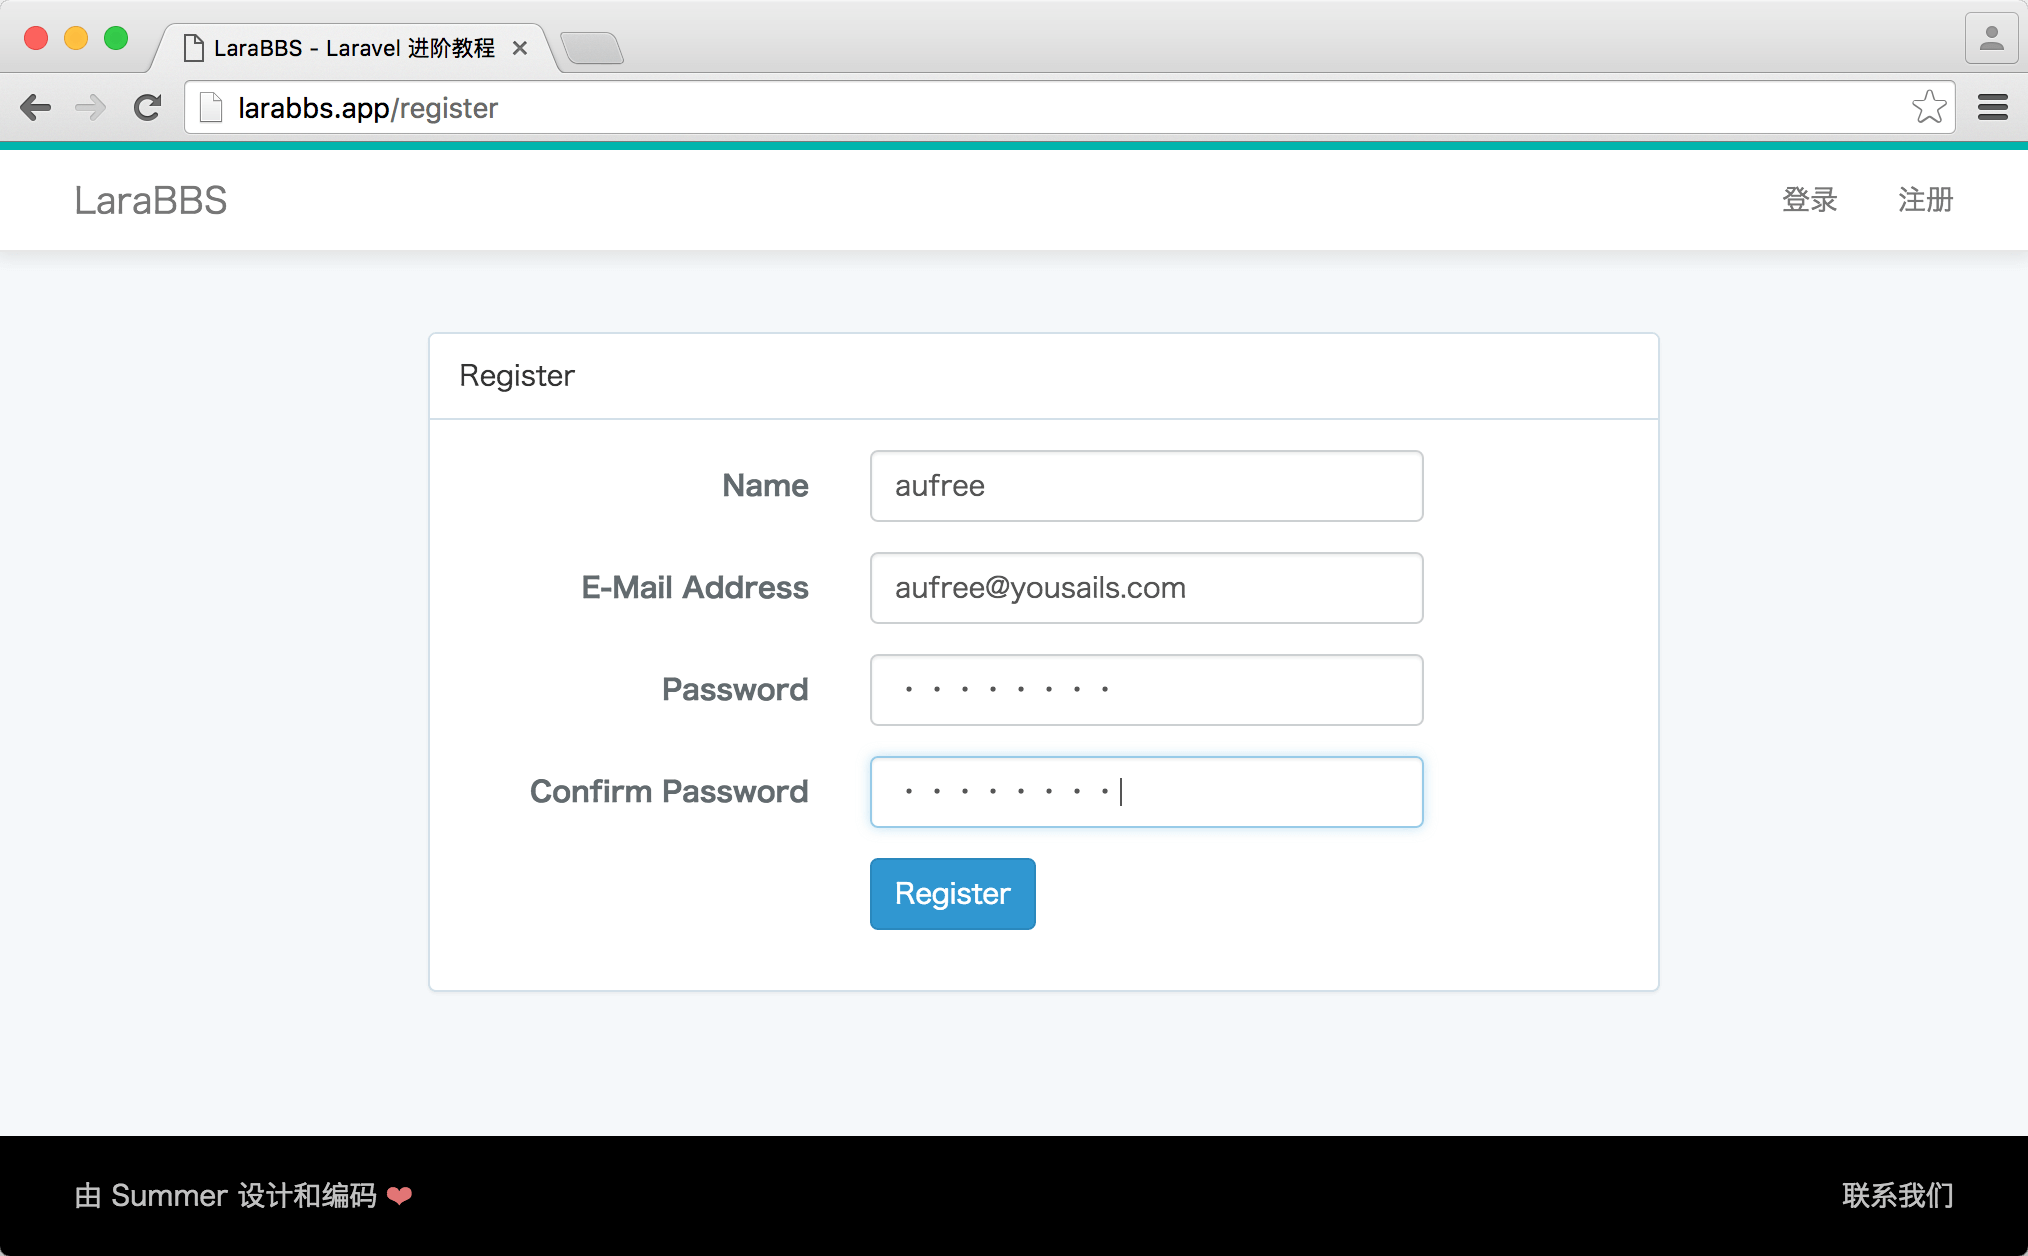 LaraBBS - Laravel 进阶教程
larabbs.app/register
LaraBBS 登录 注册
Register
Name aufree
E-Mail Address aufree@yousails.com
Password ········
Confirm Password ········
Register
由 Summer 设计和编码 ❤ 联系我们